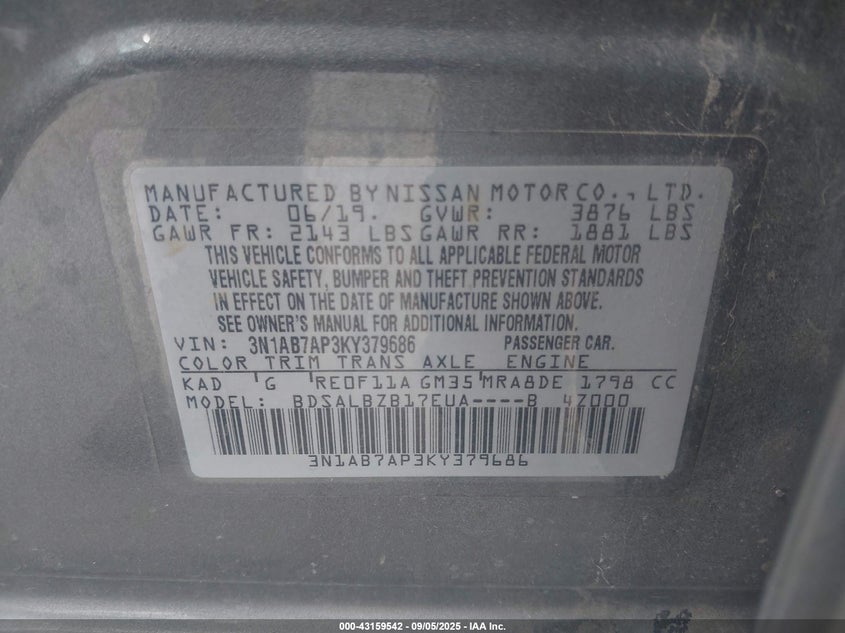 MANUFACTURED BY NISSAN MOTOR CO., LTD.
DATE: 06/19. GVWR: 3876 LBS
GAWR FR: 2143 LBS GAWR RR: 1881 LBS
THIS VEHICLE CONFORMS TO ALL APPLICABLE FEDERAL MOTOR
VEHICLE SAFETY, BUMPER AND THEFT PREVENTION STANDARDS
IN EFFECT ON THE DATE OF MANUFACTURE SHOWN ABOVE.
SEE OWNER'S MANUAL FOR ADDITIONAL INFORMATION.
VIN: 3N1AB7AP3KY379686 PASSENGER CAR.
COLOR TRIM TRANS AXLE ENGINE
KAD G RE0F11A GM35 MRA8DE 1798 CC
MODEL: BDSALBZB17EUA----B 4Z000
3N1AB7AP3KY379686
000-43159542 - 09/05/2025 - IAA Inc.